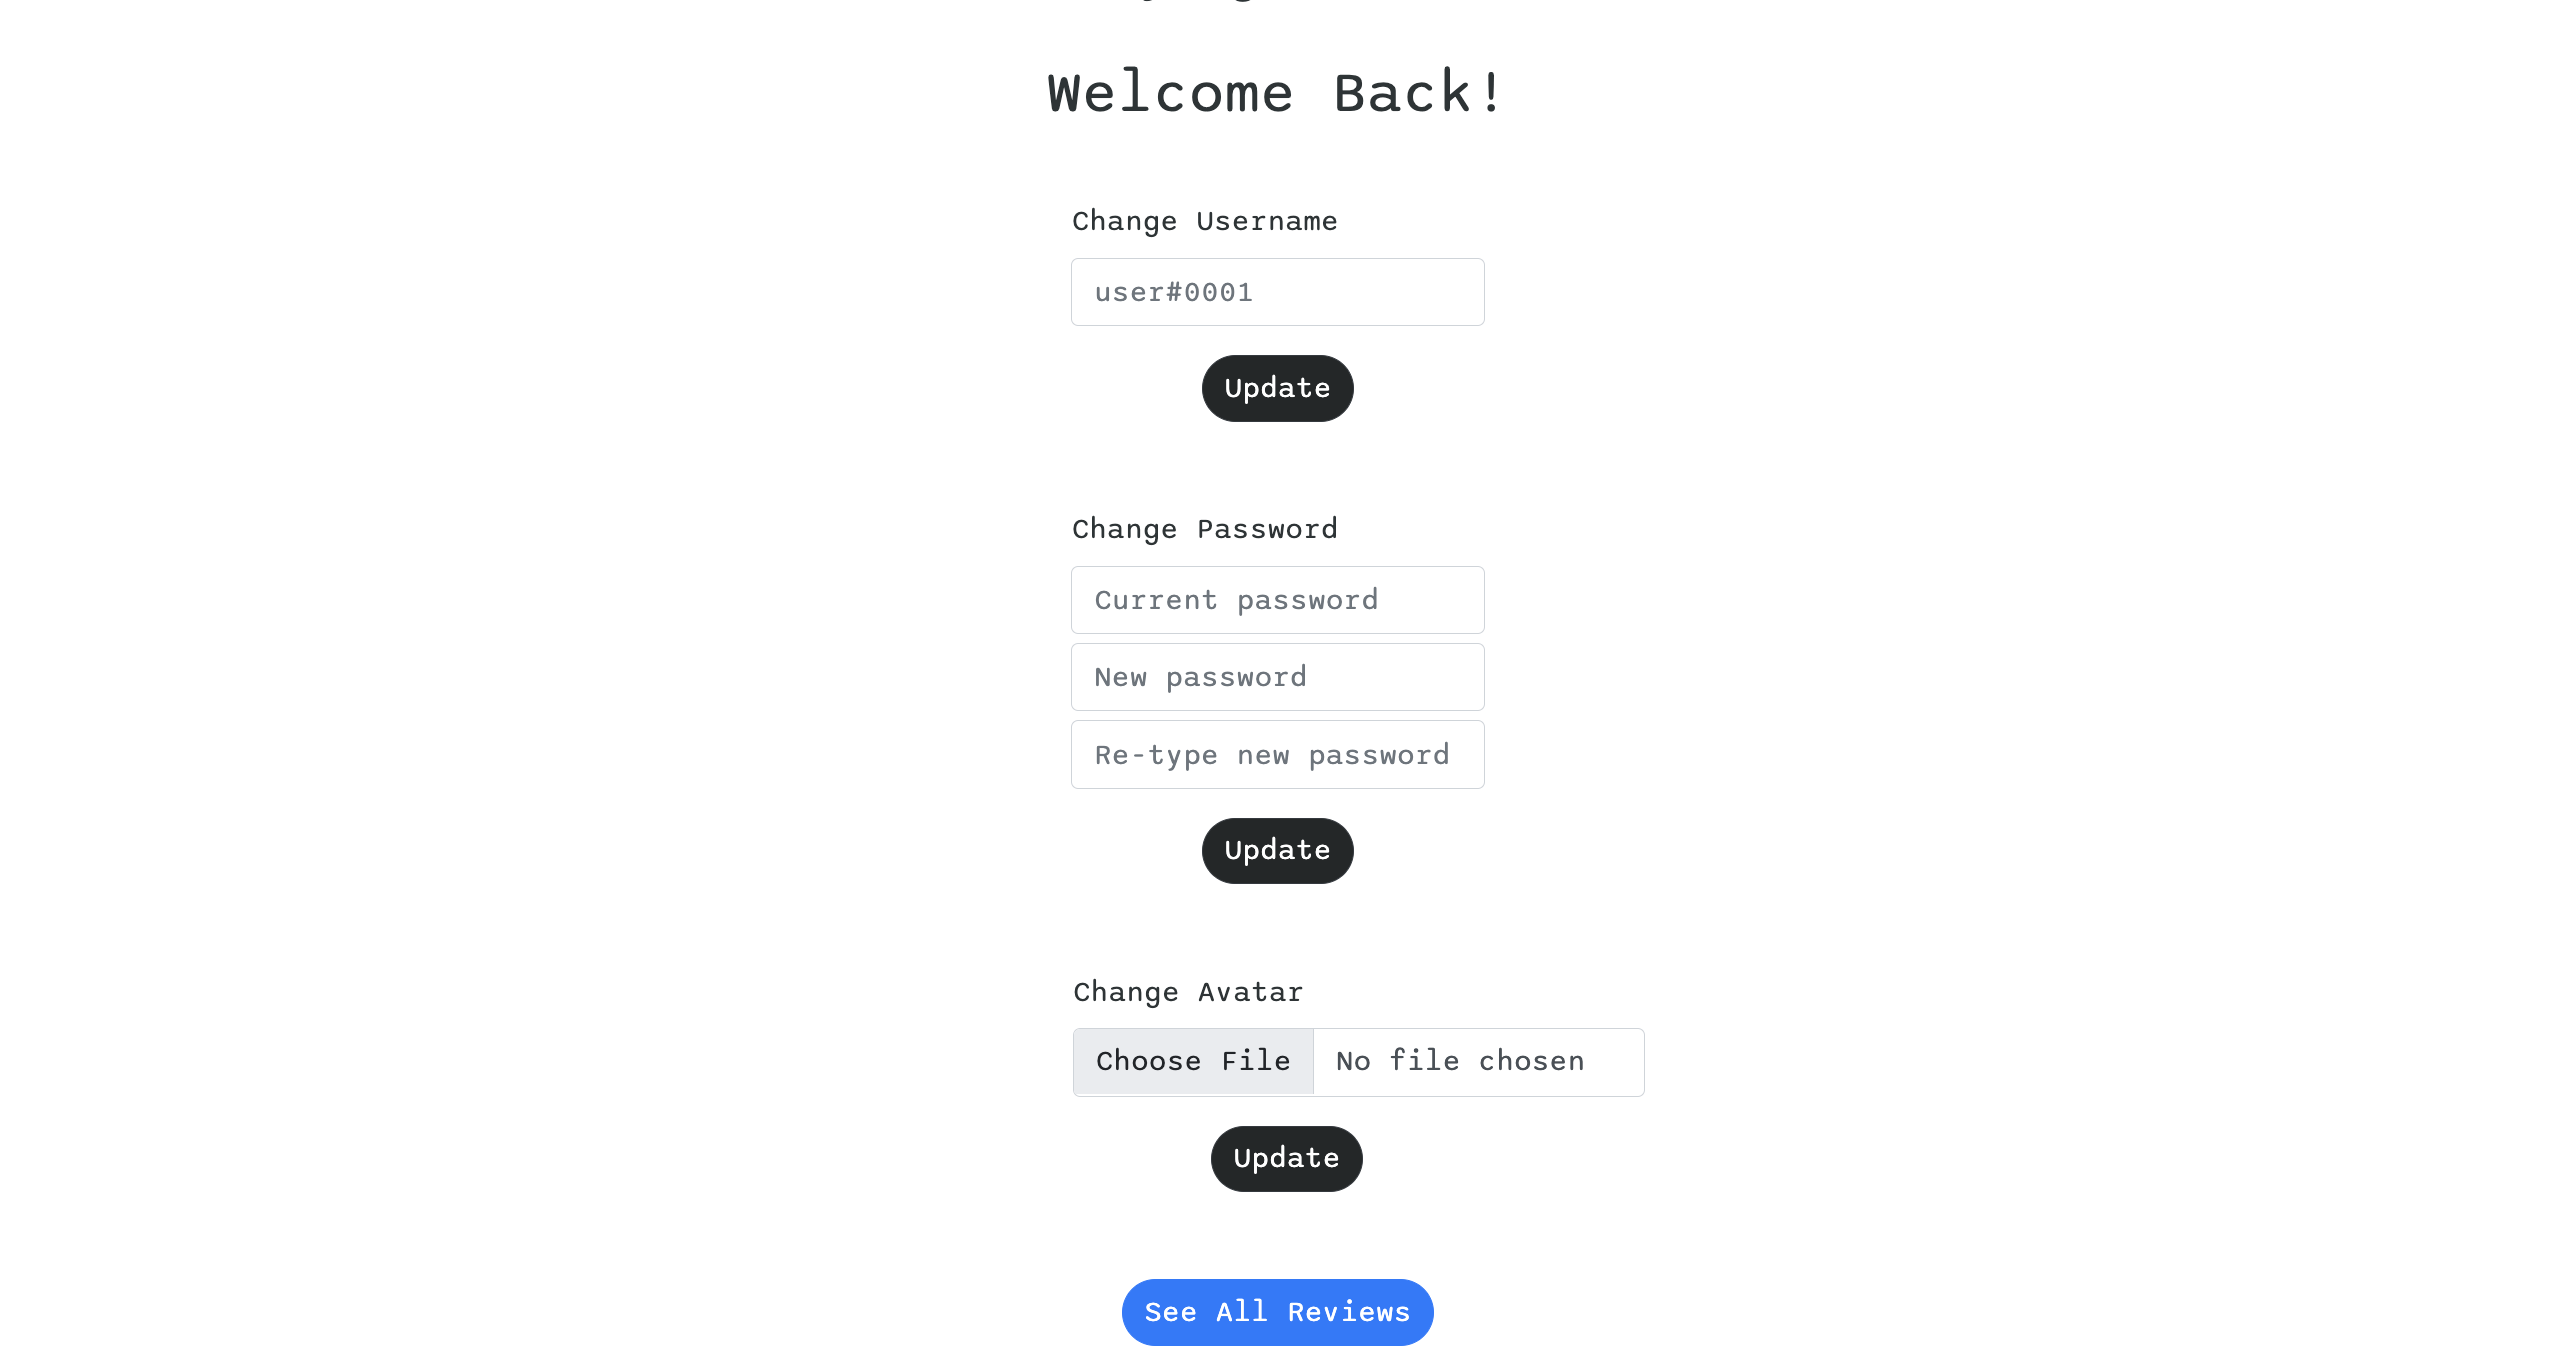 Welcome Back!
Change Username
user#0001
Update
Change Password
Current password
New password
Re-type new password
Update
Change Avatar
Choose File
No file chosen
Update
See All Reviews